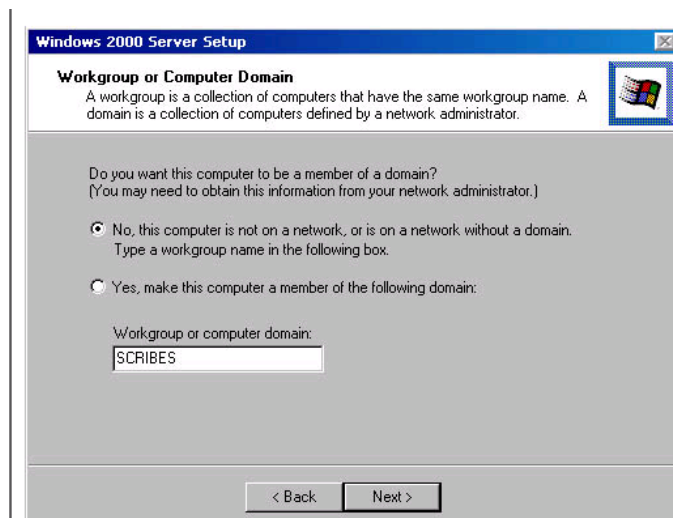 Windows 2000 Server Setup
Workgroup or Computer Domain
A workgroup is a collection of computers that have the same workgroup name. A
domain is a collection of computers defined by a network administrator.
Do you want this computer to be a member of a domain?
(You may need to obtain this information from your network administrator.)
No, this computer is not on a network, or is on a network without a domain.
Type a workgroup name in the following box.
Yes, make this computer a member of the following domain:
Workgroup or computer domain:
SCRIBES
< Back Next >